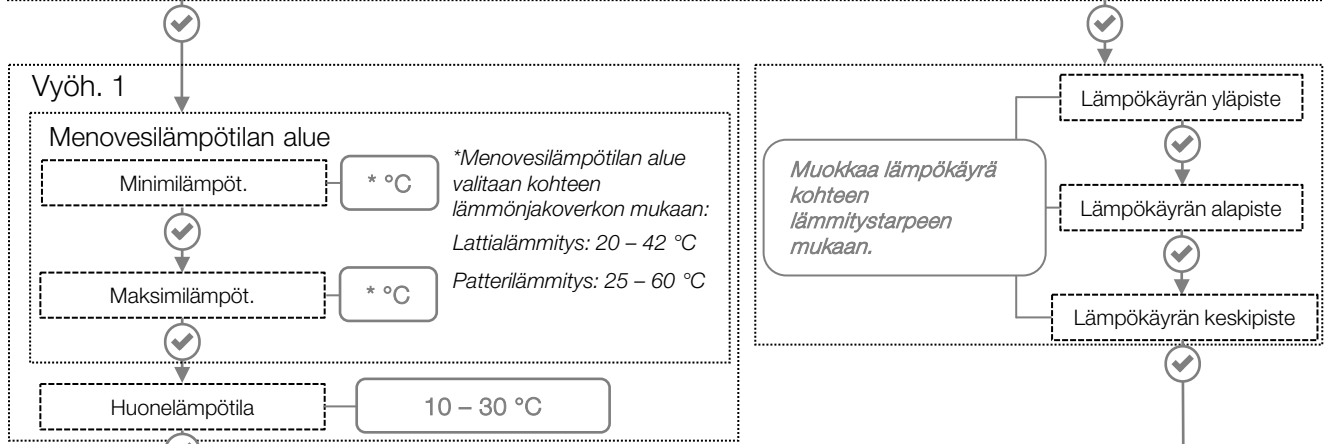 Vyöh. 1
Menovesilämpötilan alue
Minimilämpöt.
* °C
*Menovesilämpötilan alue
valitaan kohteen
lämmönjakoverkon mukaan:
Lattialämmitys: 20 – 42 °C
Patterilämmitys: 25 – 60 °C
Maksimilämpöt.
* °C
Huonelämpötila
10 – 30 °C
Lämpökäyrän yläpiste
Muokkaa lämpökäyrä
kohteen
lämmitystarpeen
mukaan.
Lämpökäyrän alapiste
Lämpökäyrän keskipiste